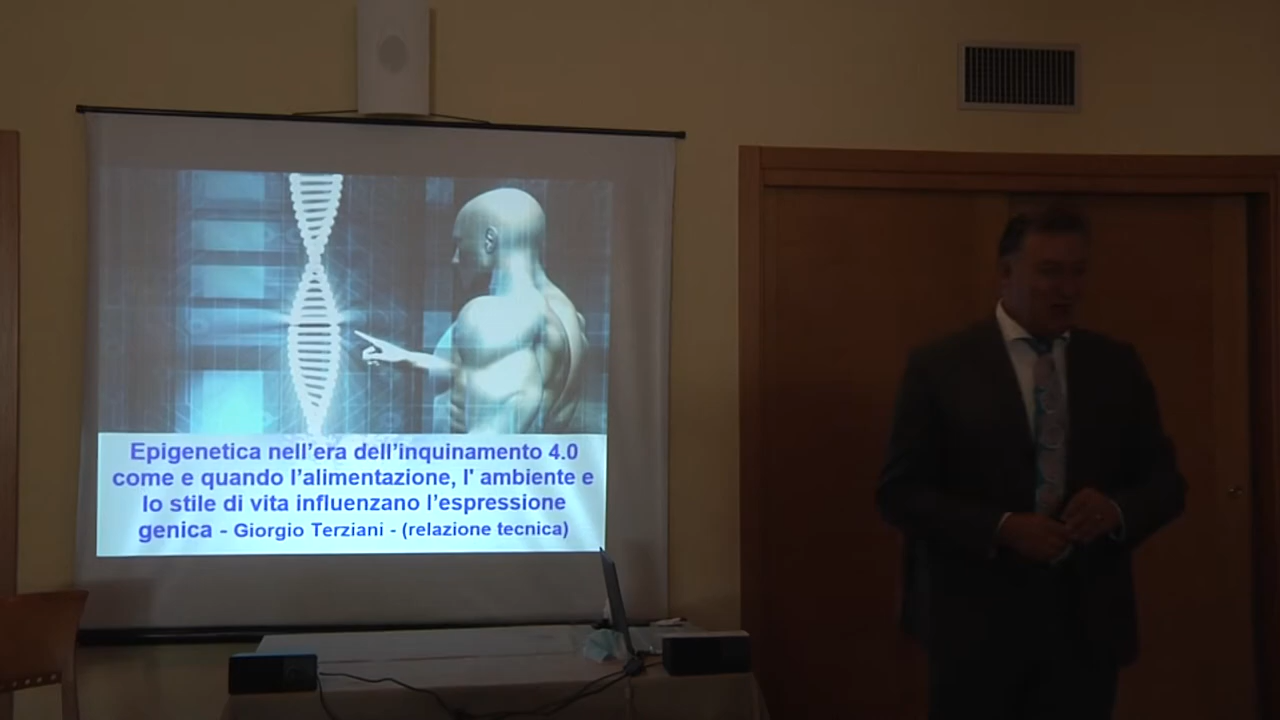 Epigenetica nell'era dell'inquinamento 4.0
come e quando l'alimentazione, l' ambiente e
lo stile di vita influenzano l'espressione
genica - Giorgio Terziani - (relazione tecnica)